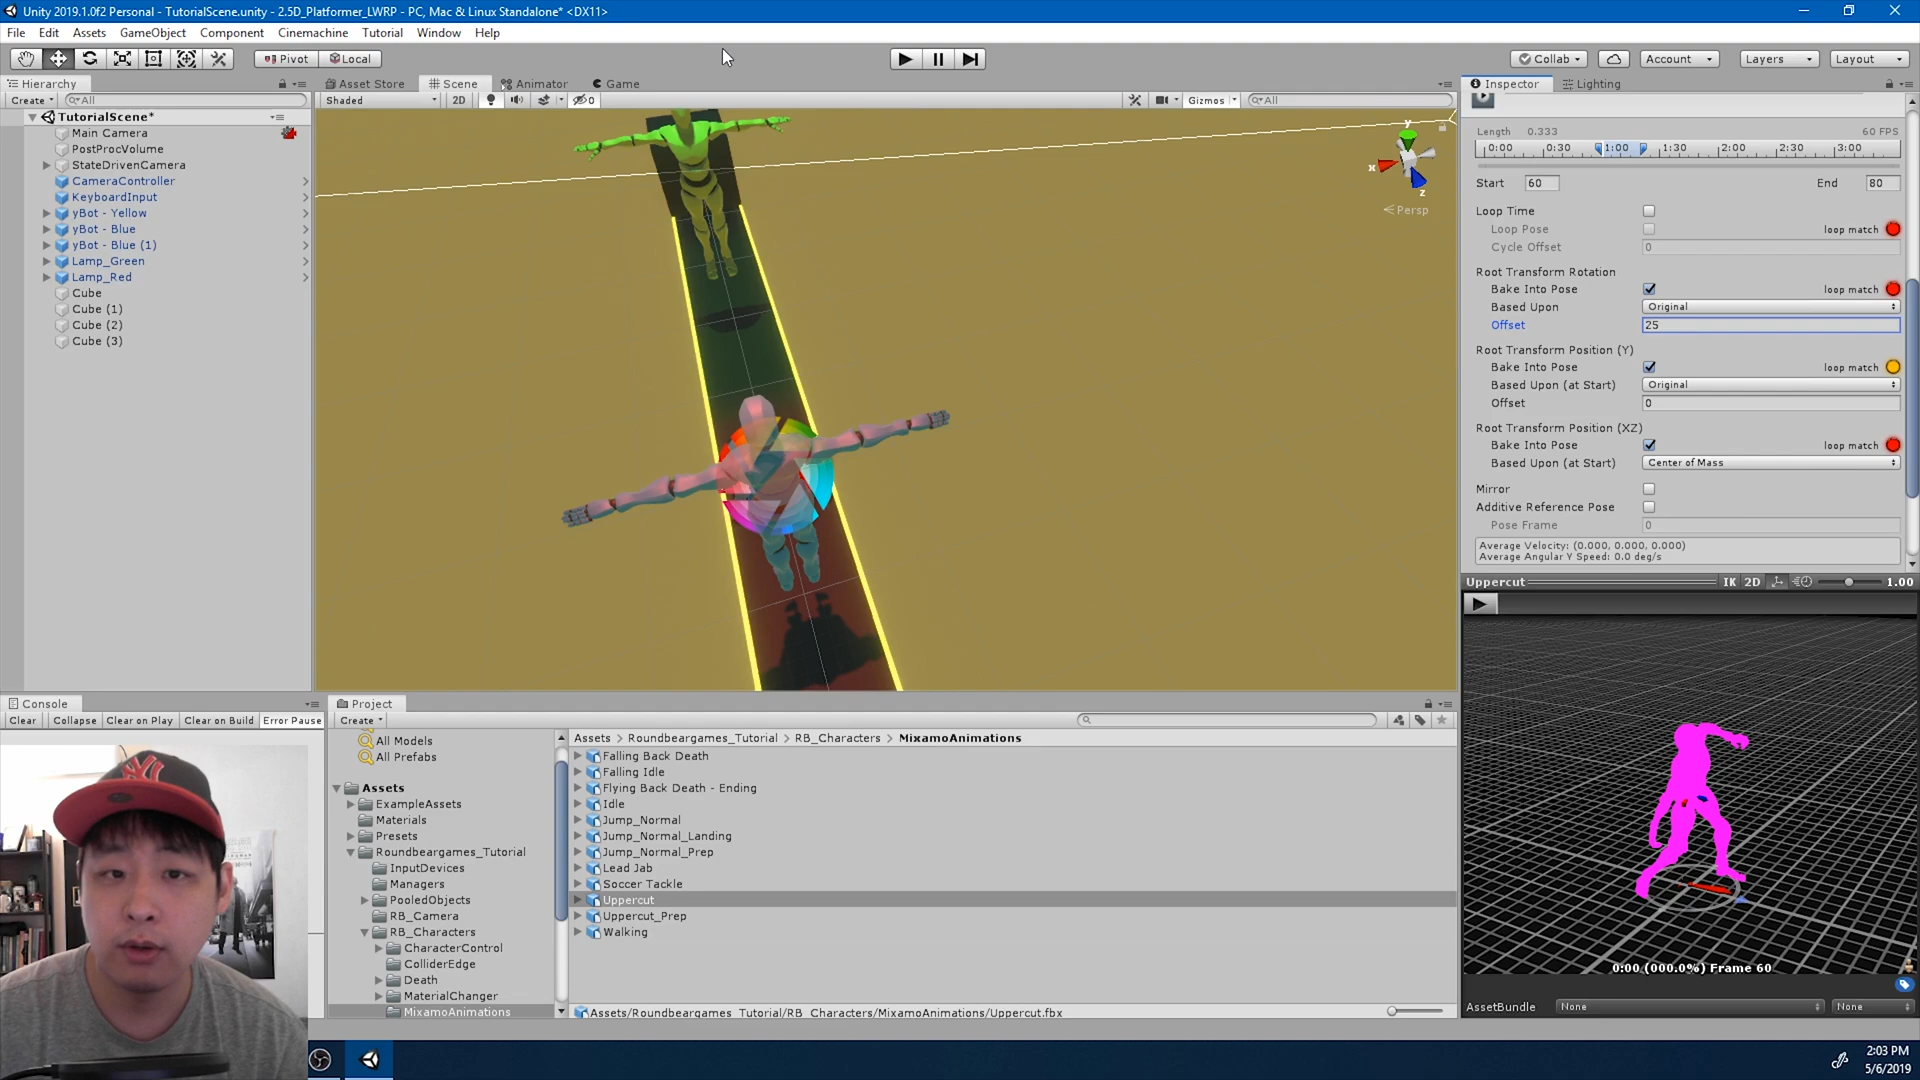 Unity 2019.1.0f2 Personal - TutorialScene.unity - 2.5D_Platformer_LWRP - PC, Mac & Linux Standalone* <DX11>
File Edit Assets GameObject Component Cinemachine Tutorial Window Help
Pivot Local Collab Account Layers Layout
Hierarchy
Create All
TutorialScene*
Main Camera
PostProcVolume
StateDrivenCamera
CameraController
KeyboardInput
yBot - Yellow
yBot - Blue
yBot - Blue (1)
Lamp_Green
Lamp_Red
Cube
Cube (1)
Cube (2)
Cube (3)
Asset Store Scene Animator Game
Shaded 2D 0 Gizmos All
y
x
z
Persp
Inspector Lighting
Length 0.333 60 FPS
0:00 0:30 1:00 1:30 2:00 2:30 3:00
Start 60 End 80
Loop Time
Loop Pose loop match
Cycle Offset 0
Root Transform Rotation
Bake Into Pose loop match
Based Upon Original
Offset 25
Root Transform Position (Y)
Bake Into Pose loop match
Based Upon (at Start) Original
Offset 0
Root Transform Position (XZ)
Bake Into Pose loop match
Based Upon (at Start) Center of Mass
Mirror
Additive Reference Pose
Pose Frame 0
Average Velocity: (0.000, 0.000, 0.000)
Average Angular Y Speed: 0.0 deg/s
Uppercut IK 2D 1.00
0:00 (000.0%) Frame 60
AssetBundle None None
Console
Clear Collapse Clear on Play Clear on Build Error Pause
Project
Create
All Models
All Prefabs
Assets
ExampleAssets
Materials
Presets
Roundbeargames_Tutorial
InputDevices
Managers
PooledObjects
RB_Camera
RB_Characters
CharacterControl
ColliderEdge
Death
MaterialChanger
MixamoAnimations
Assets > Roundbeargames_Tutorial > RB_Characters > MixamoAnimations
Falling Back Death
Falling Idle
Flying Back Death - Ending
Idle
Jump_Normal
Jump_Normal_Landing
Jump_Normal_Prep
Lead Jab
Soccer Tackle
Uppercut
Uppercut_Prep
Walking
Assets/Roundbeargames_Tutorial/RB_Characters/MixamoAnimations/Uppercut.fbx
2:03 PM
5/6/2019